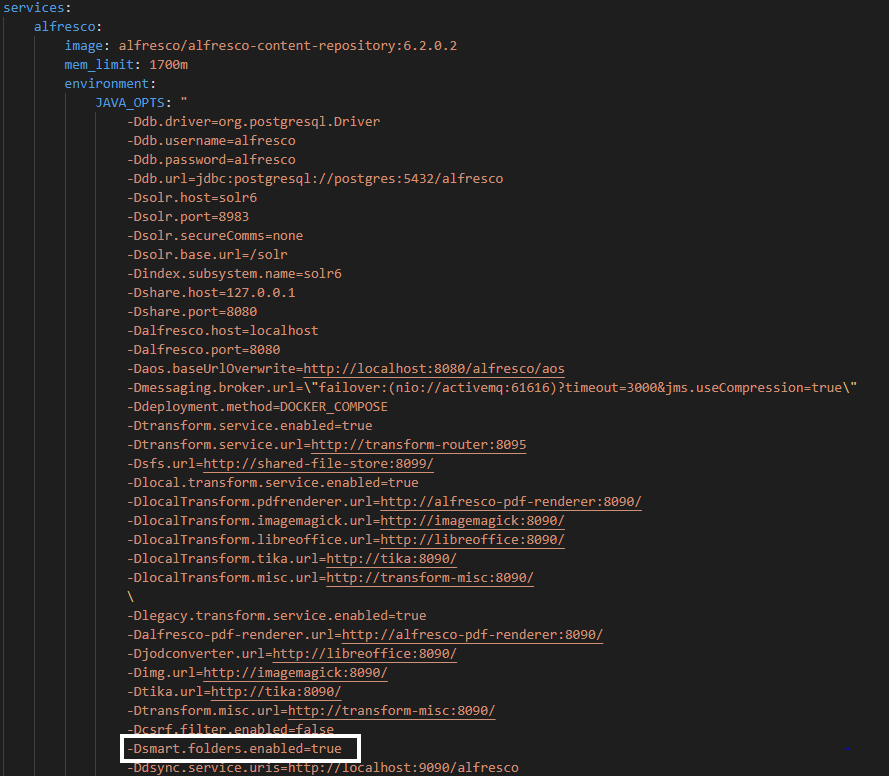 services:
alfresco:
image: alfresco/alfresco-content-repository:6.2.0.2
mem_limit: 1700m
environment:
JAVA_OPTS: "
-Ddb.driver=org.postgresql.Driver
-Ddb.username=alfresco
-Ddb.password=alfresco
-Ddb.url=jdbc:postgresql://postgres:5432/alfresco
-Dsolr.host=solr6
-Dsolr.port=8983
-Dsolr.secureComms=none
-Dsolr.base.url=/solr
-Dindex.subsystem.name=solr6
-Dshare.host=127.0.0.1
-Dshare.port=8080
-Dalfresco.host=localhost
-Dalfresco.port=8080
-Daos.baseUrlOverwrite=http://localhost:8080/alfresco/aos
-Dmessaging.broker.url=\"failover:(nio://activemq:61616)?timeout=3000&jms.useCompression=true\"
-Ddeployment.method=DOCKER_COMPOSE
-Dtransform.service.enabled=true
-Dtransform.service.url=http://transform-router:8095
-Dsfs.url=http://shared-file-store:8099/
-Dlocal.transform.service.enabled=true
-DlocalTransform.pdfrenderer.url=http://alfresco-pdf-renderer:8090/
-DlocalTransform.imagemagick.url=http://imagemagick:8090/
-DlocalTransform.libreoffice.url=http://libreoffice:8090/
-DlocalTransform.tika.url=http://tika:8090/
-DlocalTransform.misc.url=http://transform-misc:8090/
\
-Dlegacy.transform.service.enabled=true
-Dalfresco-pdf-renderer.url=http://alfresco-pdf-renderer:8090/
-Djodconverter.url=http://libreoffice:8090/
-Dimg.url=http://imagemagick:8090/
-Dtika.url=http://tika:8090/
-Dtransform.misc.url=http://transform-misc:8090/
-Dcsrf.filter.enabled=false
-Dsmart.folders.enabled=true
-Ddsync.service.uris=http://localhost:9090/alfresco